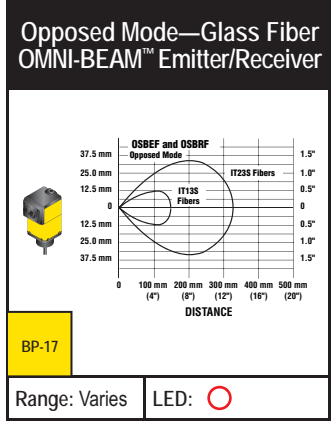 Opposed Mode—Glass Fiber
OMNI-BEAM™ Emitter/Receiver
OSBEF and OSBRF
Opposed Mode
37.5 mm
25.0 mm
12.5 mm
0
12.5 mm
25.0 mm
37.5 mm
IT23S Fibers
IT13S
Fibers
1.5"
1.0"
0.5"
0
0.5"
1.0"
1.5"
0 100 mm 200 mm 300 mm 400 mm 500 mm
(4") (8") (12") (16") (20")
DISTANCE
BP-17
Range: Varies LED: